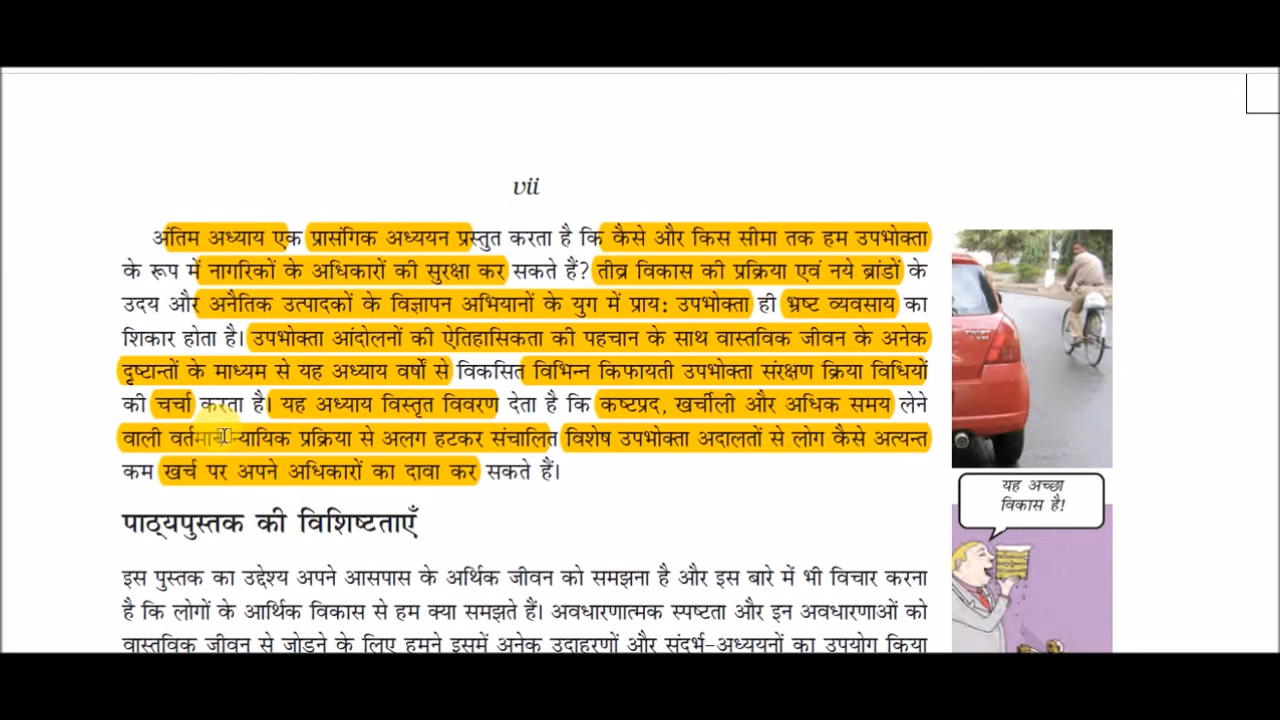 vii
अंतिम अध्याय एक प्रासंगिक अध्ययन प्रस्तुत करता है कि कैसे और किस सीमा तक हम उपभोक्ता
के रूप में नागरिकों के अधिकारों की सुरक्षा कर सकते हैं? तीव्र विकास की प्रक्रिया एवं नये ब्रांडों के
उदय और अनैतिक उत्पादकों के विज्ञापन अभियानों के युग में प्राय: उपभोक्ता ही भ्रष्ट व्यवसाय का
शिकार होता है। उपभोक्ता आंदोलनों की ऐतिहासिकता की पहचान के साथ वास्तविक जीवन के अनेक
दृष्टान्तों के माध्यम से यह अध्याय वर्षों से विकसित विभिन्न किफायती उपभोक्ता संरक्षण क्रिया विधियों
की चर्चा करता है। यह अध्याय विस्तृत विवरण देता है कि कष्टप्रद, खर्चीली और अधिक समय लेने
वाली वर्तमान न्यायिक प्रक्रिया से अलग हटकर संचालित विशेष उपभोक्ता अदालतों से लोग कैसे अत्यन्त
कम खर्च पर अपने अधिकारों का दावा कर सकते हैं।
पाठ्यपुस्तक की विशिष्टताएँ
इस पुस्तक का उद्देश्य अपने आसपास के अर्थिक जीवन को समझना है और इस बारे में भी विचार करना
है कि लोगों के आर्थिक विकास से हम क्या समझते हैं। अवधारणात्मक स्पष्टता और इन अवधारणाओं को
वास्तविक जीवन से जोड़ने के लिए हमने इसमें अनेक उदाहरणों और संदर्भ-अध्ययनों का उपयोग किया
यह अच्छा
विकास है!